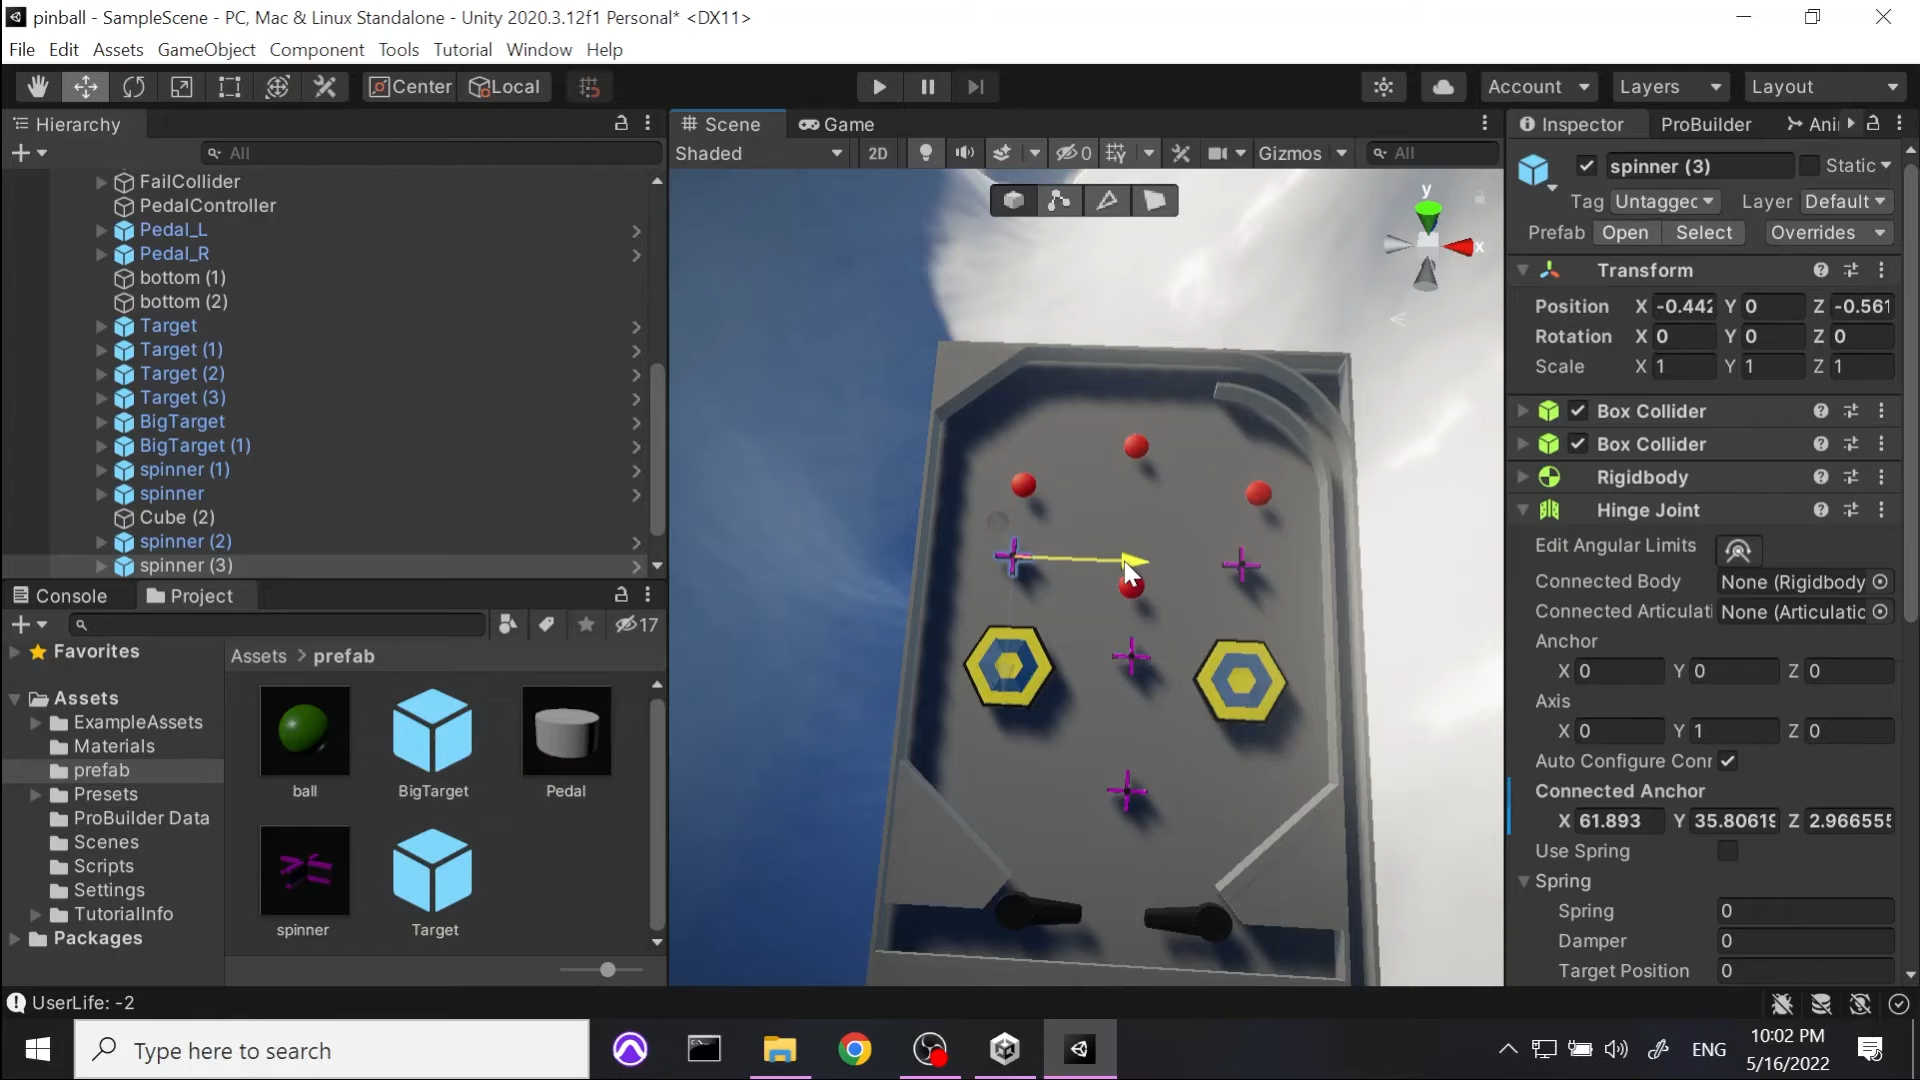 pinball - SampleScene - PC, Mac & Linux Standalone - Unity 2020.3.12f1 Personal* <DX11>
File Edit Assets GameObject Component Tools Tutorial Window Help
Center Local Account Layers Layout
Hierarchy
All
FailCollider
PedalController
Pedal_L
Pedal_R
bottom (1)
bottom (2)
Target
Target (1)
Target (2)
Target (3)
BigTarget
BigTarget (1)
spinner (1)
spinner
Cube (2)
spinner (2)
spinner (3)
Scene Game
Shaded 2D 0 Gizmos All
y
x
Inspector ProBuilder Ani
spinner (3) Static
Tag Untaggec Layer Default
Prefab Open Select Overrides
Transform
Position X -0.442 Y 0 Z -0.561
Rotation X 0 Y 0 Z 0
Scale X 1 Y 1 Z 1
Box Collider
Box Collider
Rigidbody
Hinge Joint
Edit Angular Limits
Connected Body None (Rigidbody
Connected Articulati None (Articulatic
Anchor
X 0 Y 0 Z 0
Axis
X 0 Y 1 Z 0
Auto Configure Conr
Connected Anchor
X 61.893 Y 35.80619 Z 2.966555
Use Spring
Spring
Spring 0
Damper 0
Target Position 0
Console Project
17
Favorites
Assets
ExampleAssets
Materials
prefab
Presets
ProBuilder Data
Scenes
Scripts
Settings
TutorialInfo
Packages
Assets > prefab
ball BigTarget Pedal
spinner Target
UserLife: -2
Type here to search
ENG
10:02 PM
5/16/2022